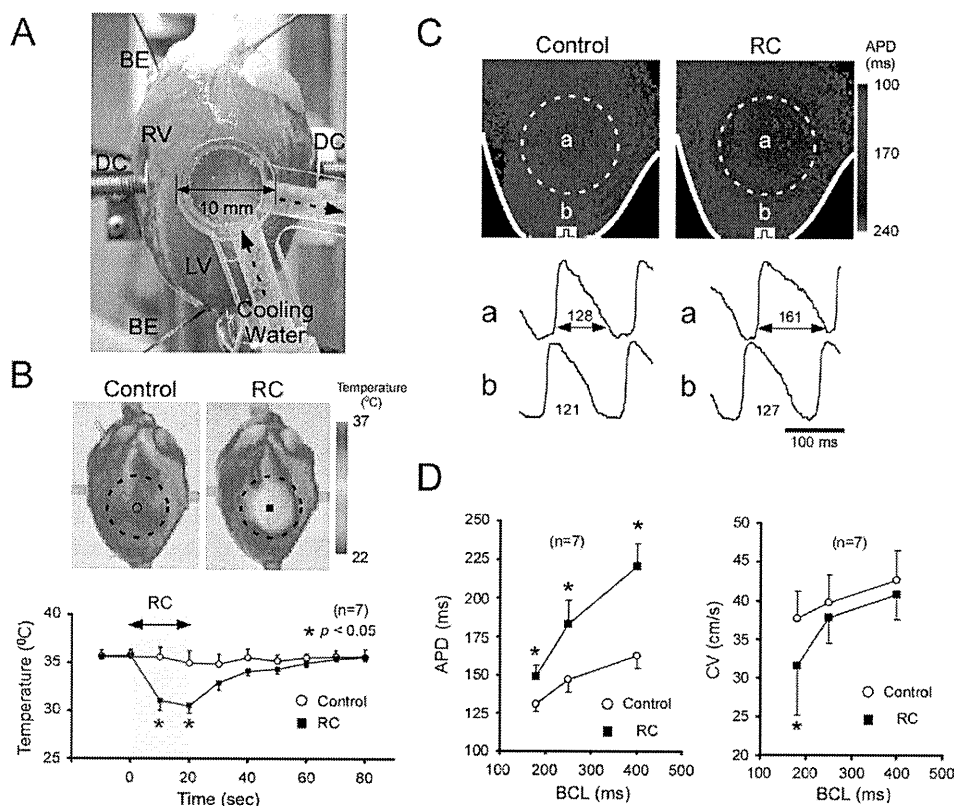 A
BE
RV
DC
DC
10 mm
LV
BE
Cooling
Water
B
Control
RC
Temperature
(⁰C)
37
22
RC
(n=7)
* p < 0.05
Temperature (⁰C)
40
35
30
25
0
20
40
60
80
Time (sec)
Control
RC
* *
C
Control
RC
APD
(ms)
100
170
240
a
b
a
b
a
128
a
161
b
121
b
127
100 ms
D
APD (ms)
250
225
200
175
150
125
100
(n=7)
* * *
Control
RC
100 200 300 400 500
BCL (ms)
CV (cm/s)
50
45
40
35
30
25
20
(n=7)
*
Control
RC
100 200 300 400 500
BCL (ms)